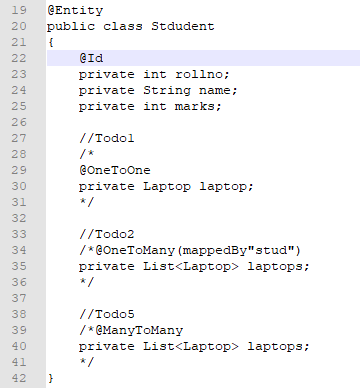 19 @Entity
20 public class Stdudent
21 {
22 @Id
23 private int rollno;
24 private String name;
25 private int marks;
26
27 //Todo1
28 /*
29 @OneToOne
30 private Laptop laptop;
31 */
32
33 //Todo2
34 /*@OneToMany(mappedBy"stud")
35 private List<Laptop> laptops;
36 */
37
38 //Todo5
39 /*@ManyToMany
40 private List<Laptop> laptops;
41 */
42 }